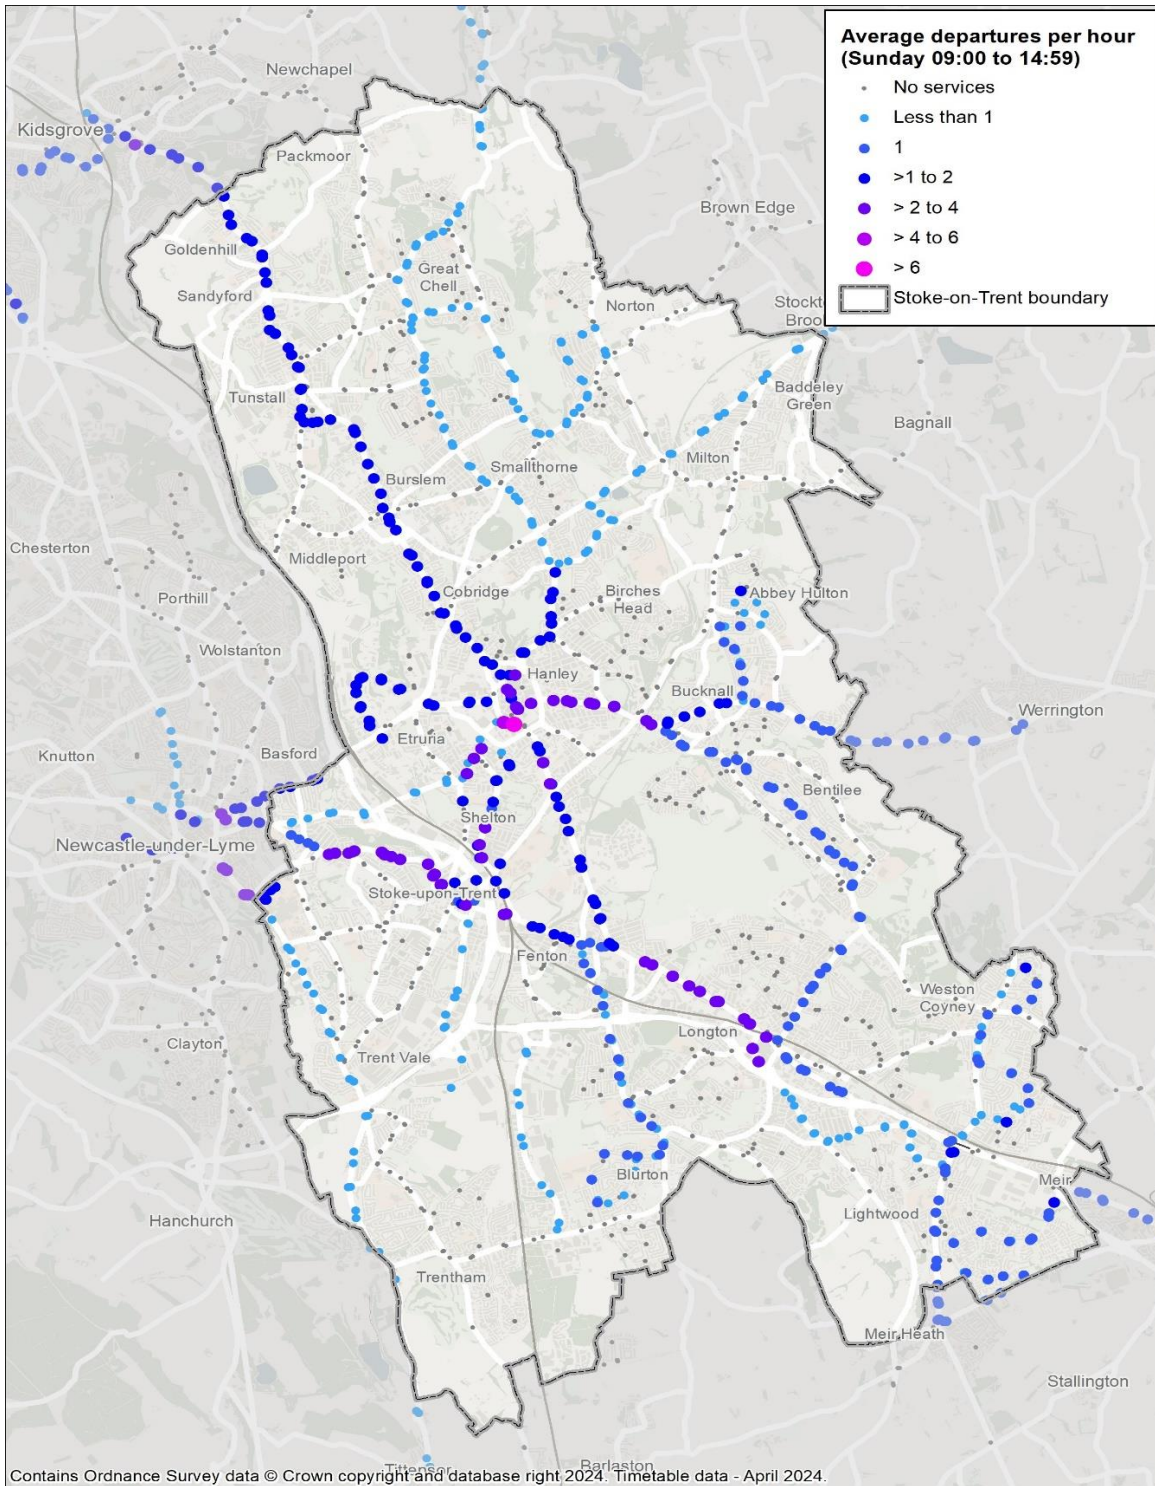 Average departures per hour
(Sunday 09:00 to 14:59)
No services
Less than 1
1
>1 to 2
> 2 to 4
> 4 to 6
> 6
Stoke-on-Trent boundary
Newchapel
Kidsgrove
Packmoor
Brown Edge
Goldenhill
Great
Chell
Sandyford
Norton
Stockt
Broo
Tunstall
Baddeley
Green
Bagnall
Smallthorne
Milton
Burslem
Chesterton
Middleport
Porthill
Cobridge
Birches
Head
Abbey Hulton
Wolstanton
Hanley
Bucknall
Werrington
Knutton
Basford
Etruria
Bentilee
Shelton
Newcastle-under-Lyme
Stoke-upon-Trent
Fenton
Weston
Coyney
Longton
Clayton
Trent Vale
Blurton
Meir
Hanchurch
Lightwood
Trentham
Meir Heath
Stallington
Tittensor
Barlaston
Contains Ordnance Survey data © Crown copyright and database right 2024. Timetable data - April 2024.